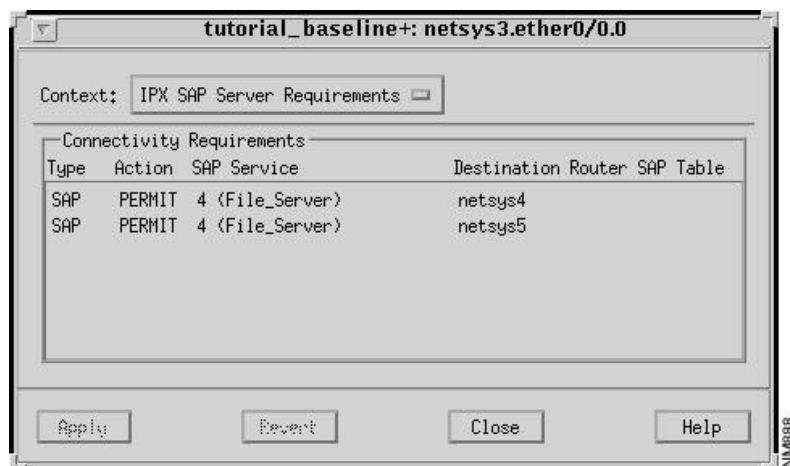 tutorial_baseline+: netsys3.ether0/0.0
Context: IPX SAP Server Requirements
Connectivity Requirements
Type Action SAP Service Destination Router SAP Table
SAP PERMIT 4 (File_Server) netsys4
SAP PERMIT 4 (File_Server) netsys5
Apply Revert Close Help
NM888